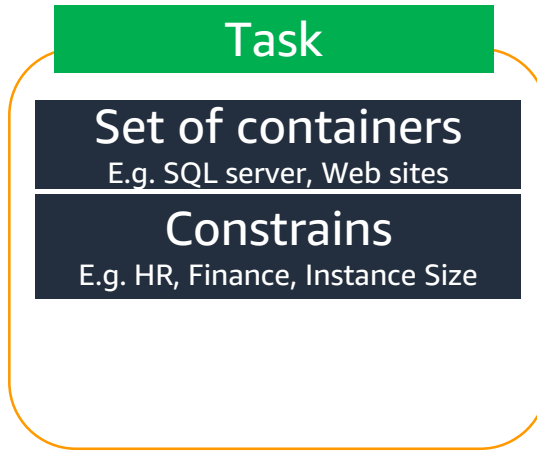 Task
Set of containers
E.g. SQL server, Web sites
Constrains
E.g. HR, Finance, Instance Size